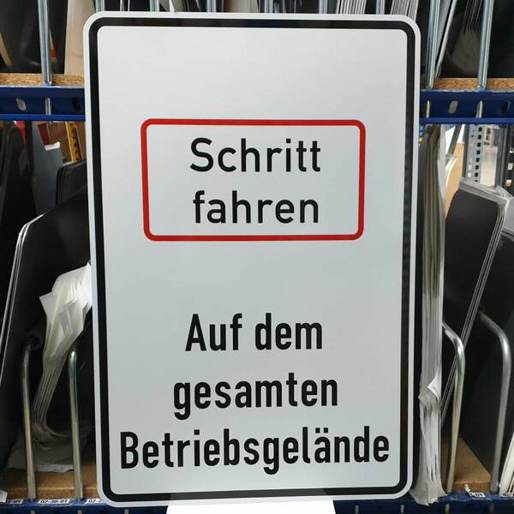 Schritt
fahren
Auf dem
gesamten
Betriebsgelände